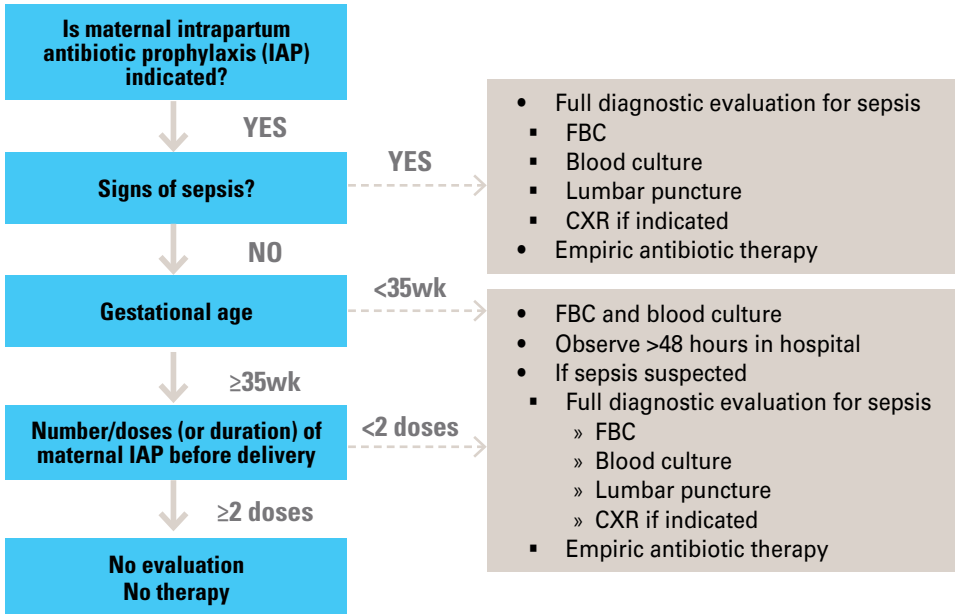 Is maternal intrapartum
antibiotic prophylaxis (IAP)
indicated?
YES
Signs of sepsis?
YES
• Full diagnostic evaluation for sepsis
▪ FBC
▪ Blood culture
▪ Lumbar puncture
▪ CXR if indicated
• Empiric antibiotic therapy
NO
Gestational age
<35wk
• FBC and blood culture
• Observe >48 hours in hospital
• If sepsis suspected
▪ Full diagnostic evaluation for sepsis
» FBC
» Blood culture
» Lumbar puncture
» CXR if indicated
▪ Empiric antibiotic therapy
≥35wk
Number/doses (or duration) of
maternal IAP before delivery
<2 doses
≥2 doses
No evaluation
No therapy